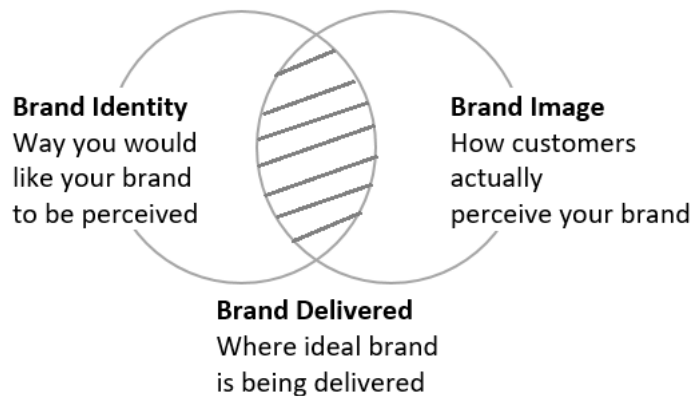 Brand Identity
Way you would
like your brand
to be perceived
Brand Image
How customers
actually
perceive your brand
Brand Delivered
Where ideal brand
is being delivered